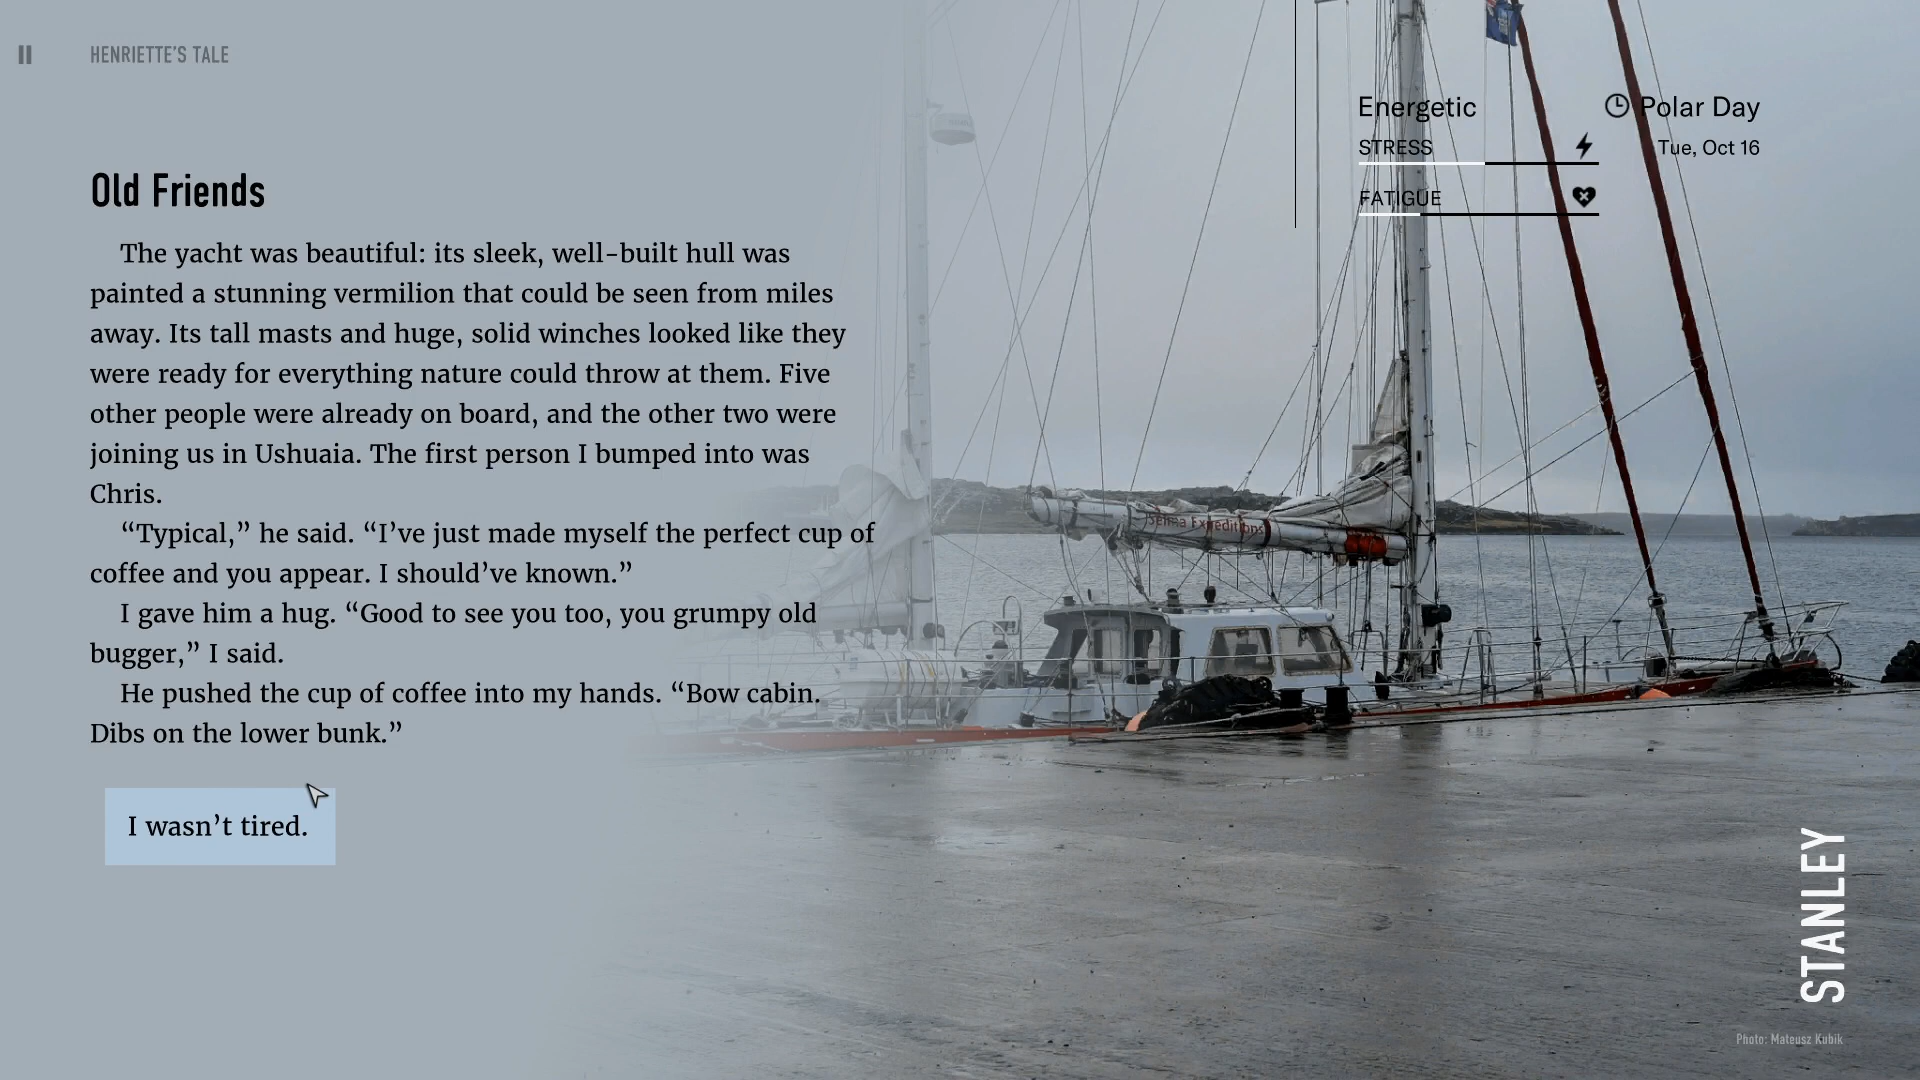 HENRIETTE'S TALE
Energetic
Polar Day
STRESS
Tue, Oct 16
FATIGUE
Old Friends
The yacht was beautiful: its sleek, well-built hull was
painted a stunning vermilion that could be seen from miles
away. Its tall masts and huge, solid winches looked like they
were ready for everything nature could throw at them. Five
other people were already on board, and the other two were
joining us in Ushuaia. The first person I bumped into was
Chris.
“Typical,” he said. “I’ve just made myself the perfect cup of
coffee and you appear. I should’ve known.”
I gave him a hug. “Good to see you too, you grumpy old
bugger,” I said.
He pushed the cup of coffee into my hands. “Bow cabin.
Dibs on the lower bunk.”
I wasn’t tired.
Selma Expeditions
STANLEY
Photo: Mateusz Kubik